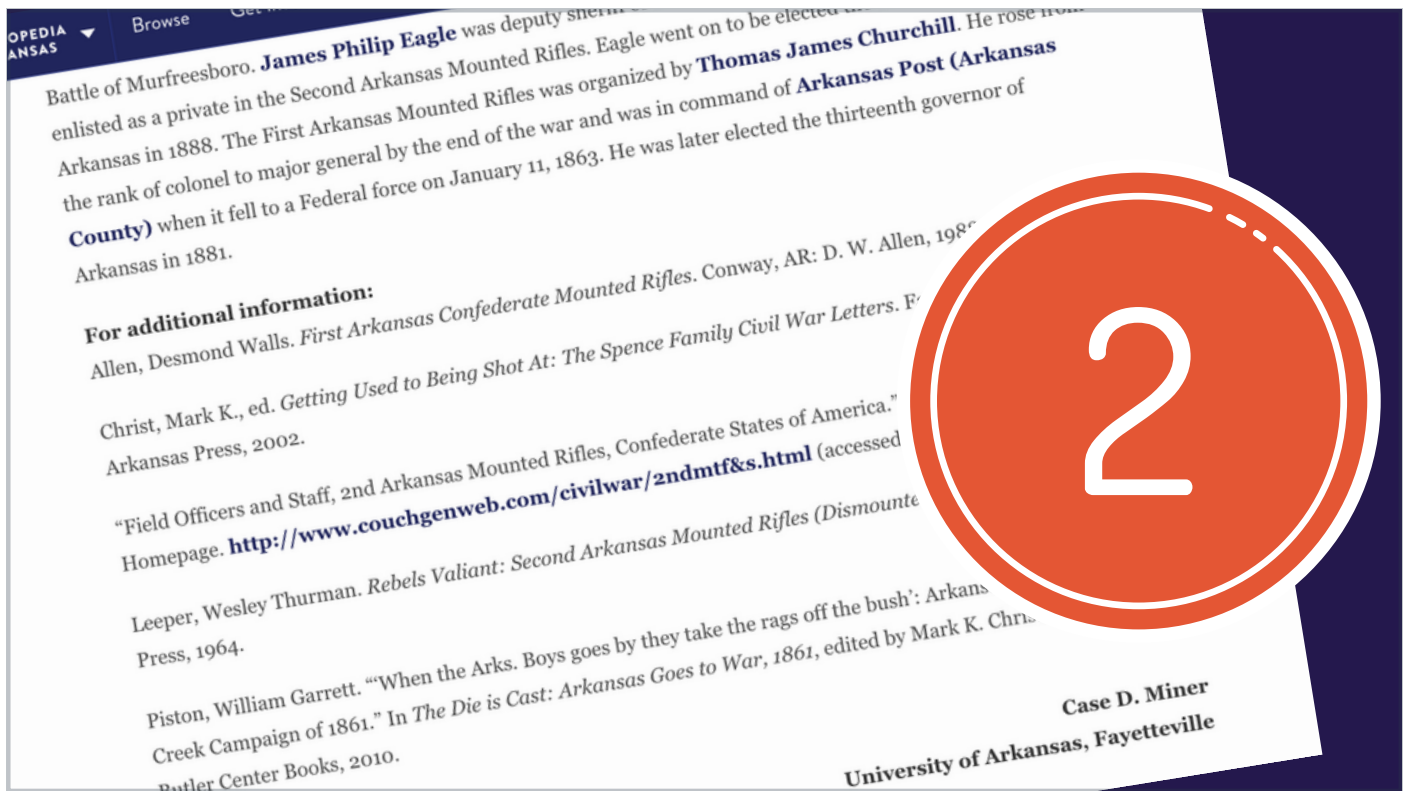 OPEDIA
ANSAS
Browse
Battle of Murfreesboro. James Philip Eagle was deputy
enlisted as a private in the Second Arkansas Mounted Rifles. Eagle went on to be elected
Arkansas in 1888. The First Arkansas Mounted Rifles was organized by Thomas James Churchill. He rose from
the rank of colonel to major general by the end of the war and was in command of Arkansas Post (Arkansas
County) when it fell to a Federal force on January 11, 1863. He was later elected the thirteenth governor of
Arkansas in 1881.
For additional information:
Allen, Desmond Walls. First Arkansas Confederate Mounted Rifles. Conway, AR: D. W. Allen,
Christ, Mark K., ed. Getting Used to Being Shot At: The Spence Family Civil War Letters.
Arkansas Press, 2002.
“Field Officers and Staff, 2nd Arkansas Mounted Rifles, Confederate States of America.”
Homepage. http://www.couchgenweb.com/civilwar/2ndmtf&s.html (accessed
Leeper, Wesley Thurman. Rebels Valiant: Second Arkansas Mounted Rifles (Dismounte
Press, 1964.
Piston, William Garrett. “‘When the Arks. Boys goes by they take the rags off the bush’: Arkans
Creek Campaign of 1861.” In The Die is Cast: Arkansas Goes to War, 1861, edited by Mark K.
Butler Center Books, 2010.
Case D. Miner
University of Arkansas, Fayetteville
2